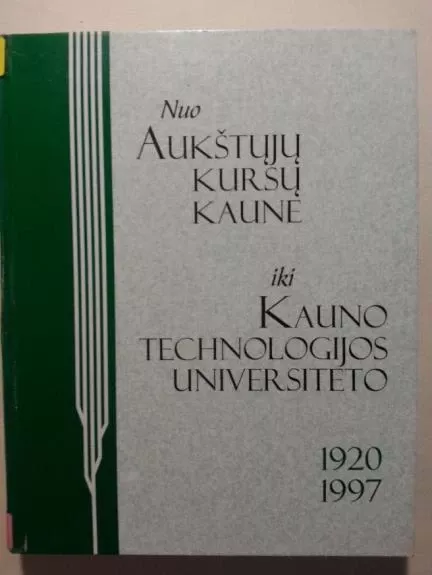 Nuo
AUKŠTŲJŲ
KURSŲ
KAUNE
iki
KAUNO
TECHNOLOGIJOS
UNIVERSITETO
1920
1997